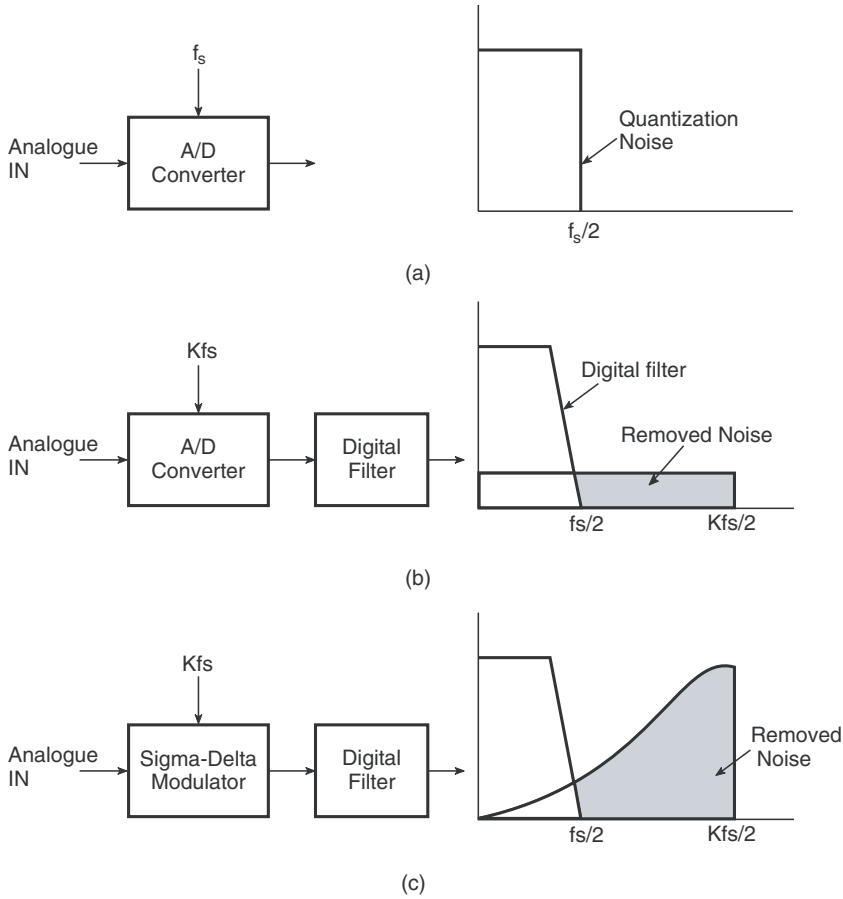 fₛ
Analogue
IN
A/D
Converter
Quantization
Noise
fₛ/2
(a)
Kfs
Analogue
IN
A/D
Converter
Digital
Filter
Digital filter
Removed Noise
fs/2
Kfs/2
(b)
Kfs
Analogue
IN
Sigma-Delta
Modulator
Digital
Filter
Removed
Noise
fs/2
Kfs/2
(c)